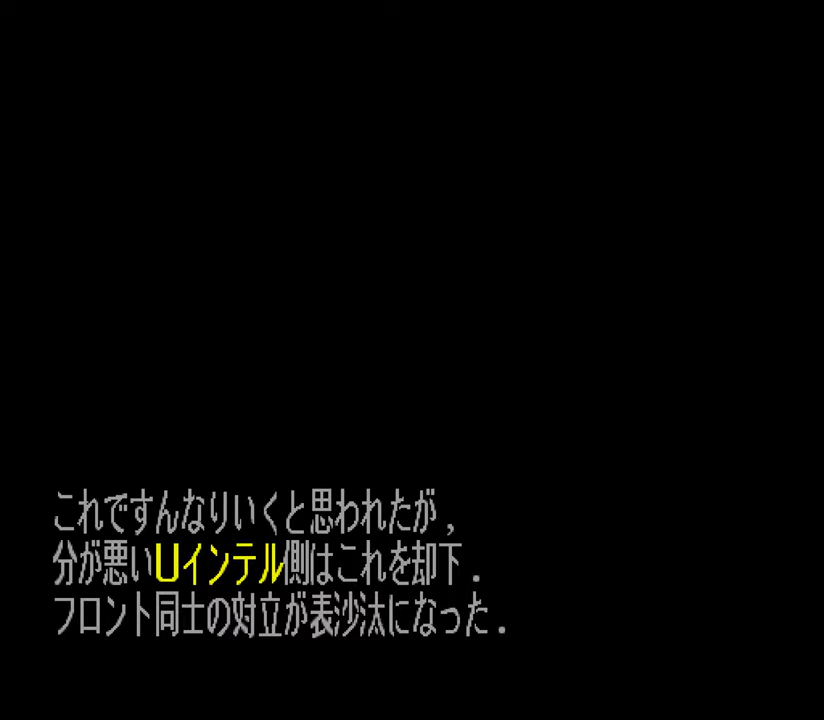 これですんなりいくと思われたが,
分が悪いUインテル側はこれを却下.
フロント同士の対立が表沙汰になった.